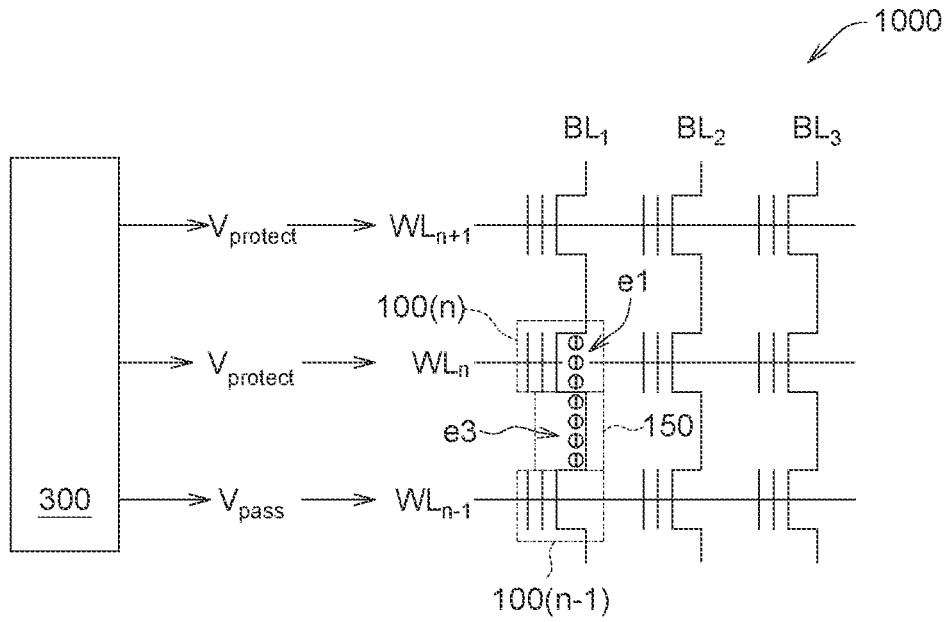 1000
BL₁ BL₂ BL₃
Vprotect WLn+1
e1
100(n)
Vprotect WLn
e3 150
300 Vpass WLn-1
100(n-1)